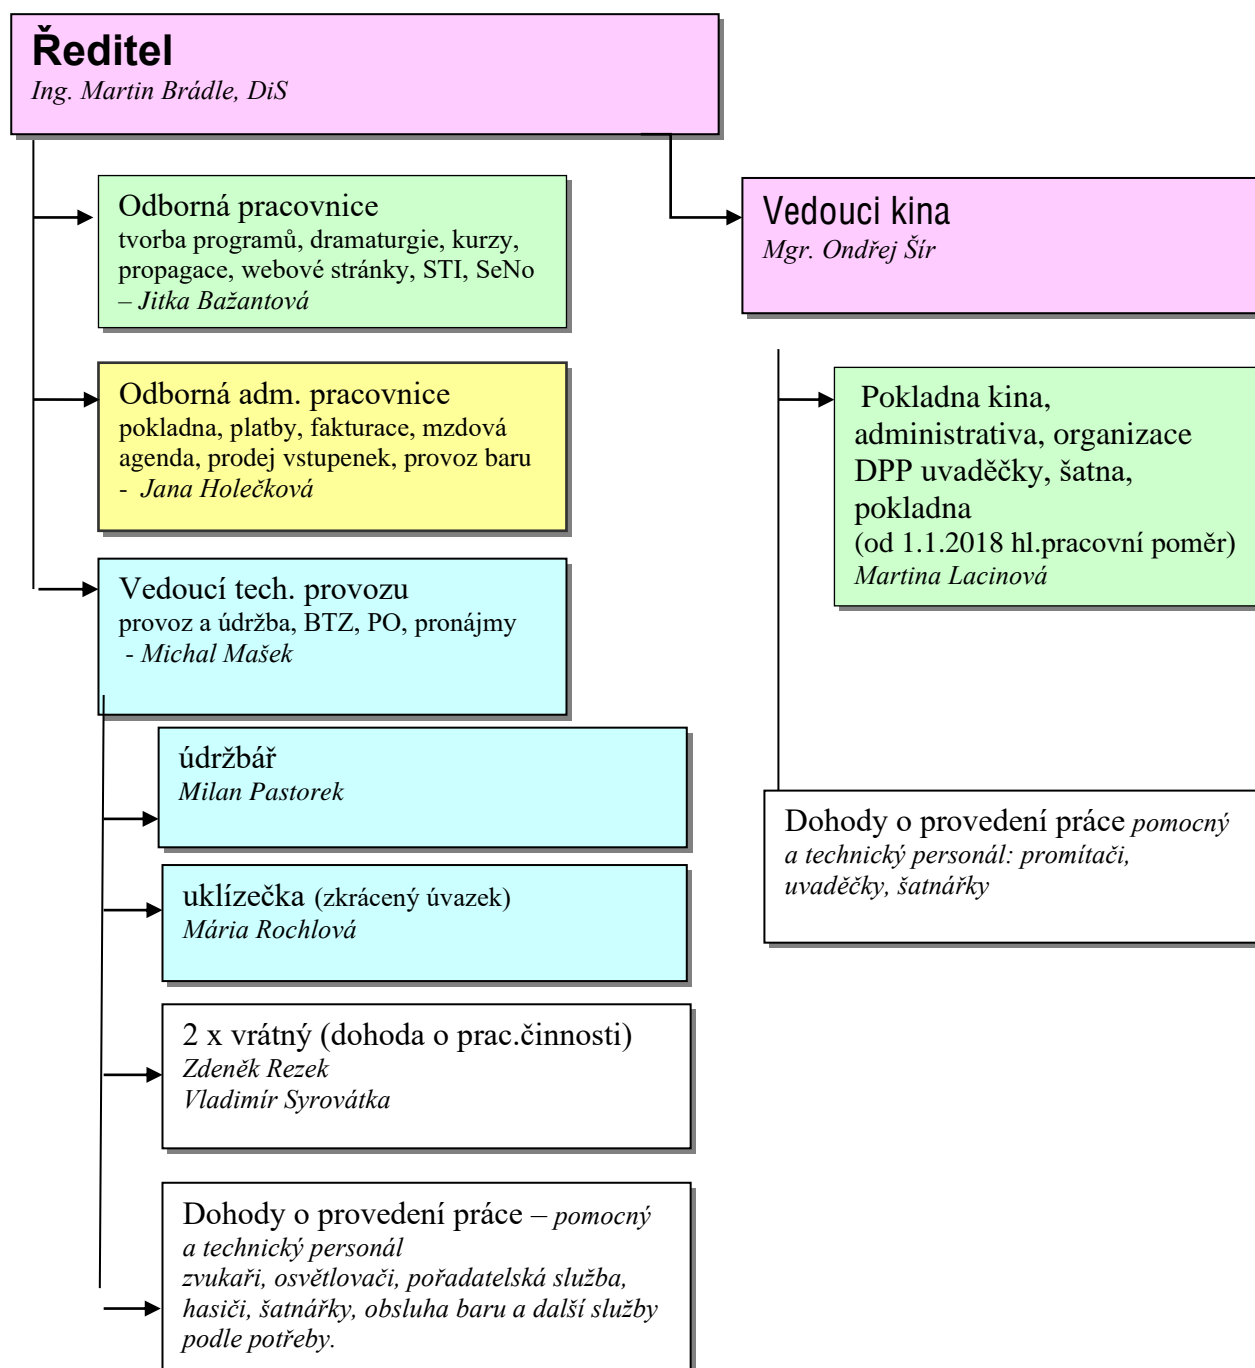 Ředitel
Ing. Martin Brádle, DiS
Odborná pracovnice
tvorba programů, dramaturgie, kurzy,
propagace, webové stránky, STI, SeNo
– Jitka Bažantová
Odborná adm. pracovnice
pokladna, platby, fakturace, mzdová
agenda, prodej vstupenek, provoz baru
- Jana Holečková
Vedoucí tech. provozu
provoz a údržba, BTZ, PO, pronájmy
- Michal Mašek
údržbář
Milan Pastorek
uklízečka (zkrácený úvazek)
Mária Rochlová
2 x vrátný (dohoda o prac.činnosti)
Zdeněk Rezek
Vladimír Syrovátka
Dohody o provedení práce – pomocný
a technický personál
zvukaři, osvětlovači, pořadatelská služba,
hasiči, šatnářky, obsluha baru a další služby
podle potřeby.
Vedouci kina
Mgr. Ondřej Šír
Pokladna kina,
administrativa, organizace
DPP uvaděčky, šatna,
pokladna
(od 1.1.2018 hl.pracovní poměr)
Martina Lacinová
Dohody o provedení práce pomocný
a technický personál: promítači,
uvaděčky, šatnářky